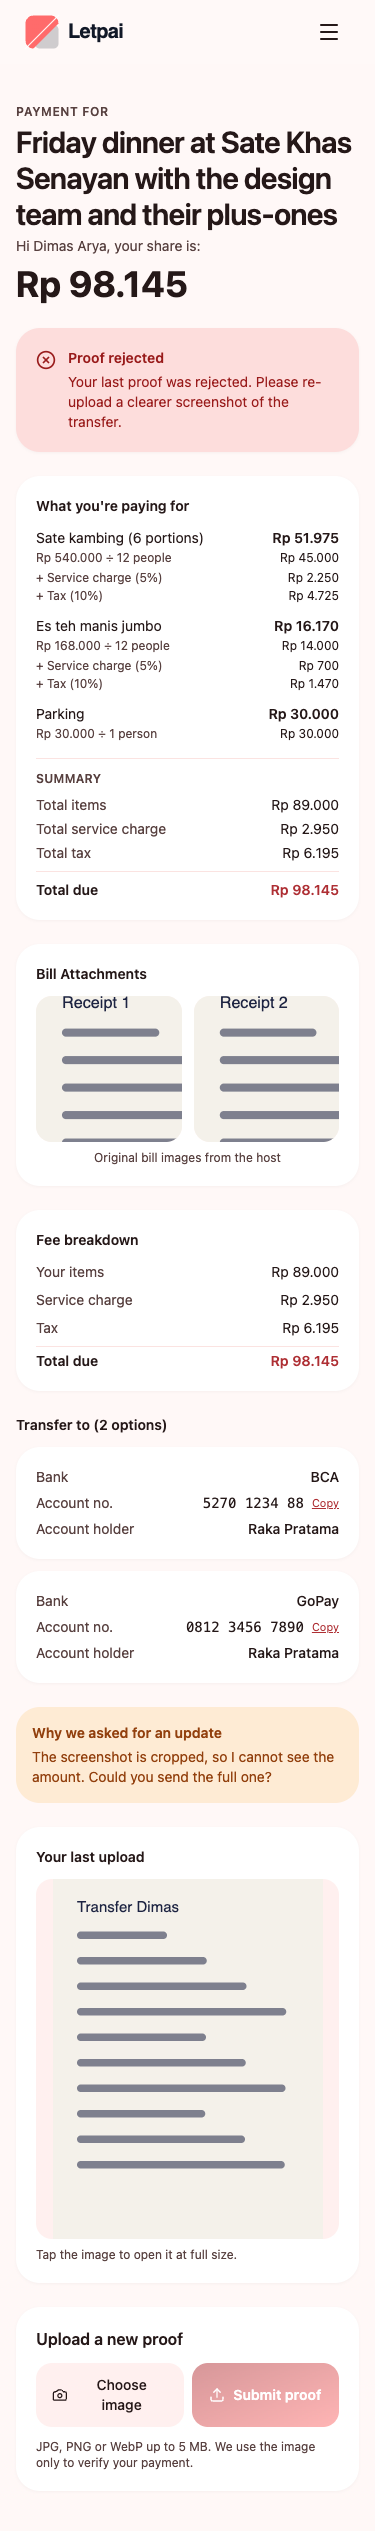 Letpai
PAYMENT FOR
Friday dinner at Sate Khas
Senayan with the design
team and their plus-ones
Hi Dimas Arya, your share is:
Rp 98.145
Proof rejected
Your last proof was rejected. Please re-
upload a clearer screenshot of the
transfer.
What you're paying for
Sate kambing (6 portions) Rp 51.975
Rp 540.000 ÷ 12 people Rp 45.000
+ Service charge (5%) Rp 2.250
+ Tax (10%) Rp 4.725
Es teh manis jumbo Rp 16.170
Rp 168.000 ÷ 12 people Rp 14.000
+ Service charge (5%) Rp 700
+ Tax (10%) Rp 1.470
Parking Rp 30.000
Rp 30.000 ÷ 1 person Rp 30.000
SUMMARY
Total items Rp 89.000
Total service charge Rp 2.950
Total tax Rp 6.195
Total due Rp 98.145
Bill Attachments
Receipt 1 Receipt 2
Original bill images from the host
Fee breakdown
Your items Rp 89.000
Service charge Rp 2.950
Tax Rp 6.195
Total due Rp 98.145
Transfer to (2 options)
Bank BCA
Account no. 5270 1234 88 Copy
Account holder Raka Pratama
Bank GoPay
Account no. 0812 3456 7890 Copy
Account holder Raka Pratama
Why we asked for an update
The screenshot is cropped, so I cannot see the
amount. Could you send the full one?
Your last upload
Transfer Dimas
Tap the image to open it at full size.
Upload a new proof
Choose
image
Submit proof
JPG, PNG or WebP up to 5 MB. We use the image
only to verify your payment.